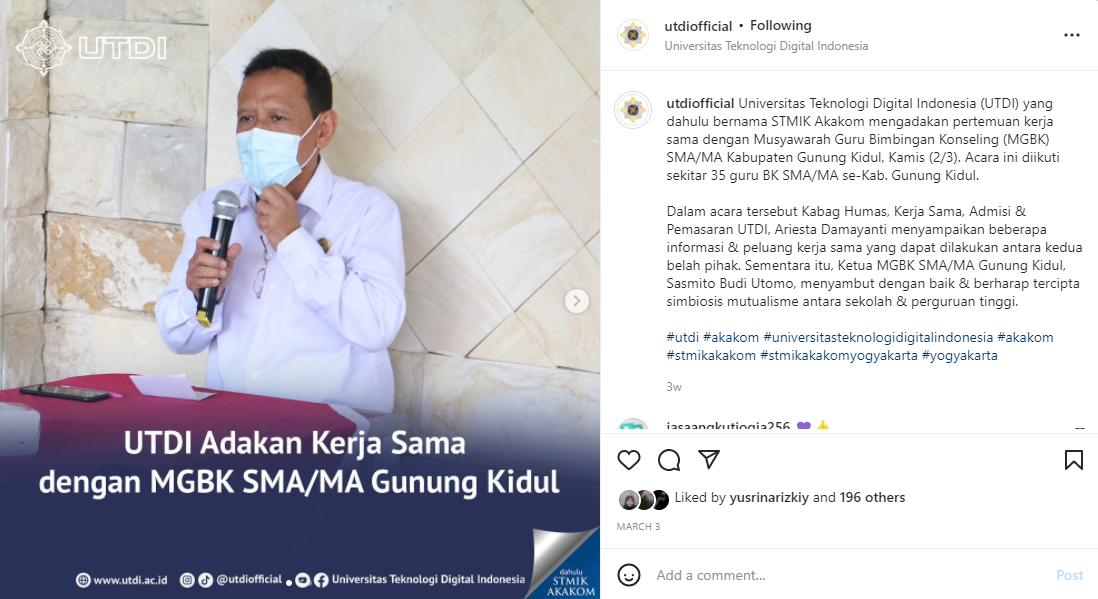 UTDI
UTDI Adakan Kerja Sama
dengan MGBK SMA/MA Gunung Kidul
www.utdi.ac.id @utdiofficial Universitas Teknologi Digital Indonesia
dahulu
STMIK
AKAKOM
utdiofficial • Following
Universitas Teknologi Digital Indonesia
utdiofficial Universitas Teknologi Digital Indonesia (UTDI) yang
dahulu bernama STMIK Akakom mengadakan pertemuan kerja
sama dengan Musyawarah Guru Bimbingan Konseling (MGBK)
SMA/MA Kabupaten Gunung Kidul, Kamis (2/3). Acara ini diikuti
sekitar 35 guru BK SMA/MA se-Kab. Gunung Kidul.
Dalam acara tersebut Kabag Humas, Kerja Sama, Admisi &
Pemasaran UTDI, Ariesta Damayanti menyampaikan beberapa
informasi & peluang kerja sama yang dapat dilakukan antara kedua
belah pihak. Sementara itu, Ketua MGBK SMA/MA Gunung Kidul,
Sasmito Budi Utomo, menyambut dengan baik & berharap tercipta
simbiosis mutualisme antara sekolah & perguruan tinggi.
#utdi #akakom #universitasteknologidigitalindonesia #akakom
#stmikakakom #stmikakakomyogyakarta #yogyakarta
3w
jasaangkutjogja256 💜 👍
Liked by yusrinarizkiy and 196 others
MARCH 3
Add a comment...
Post